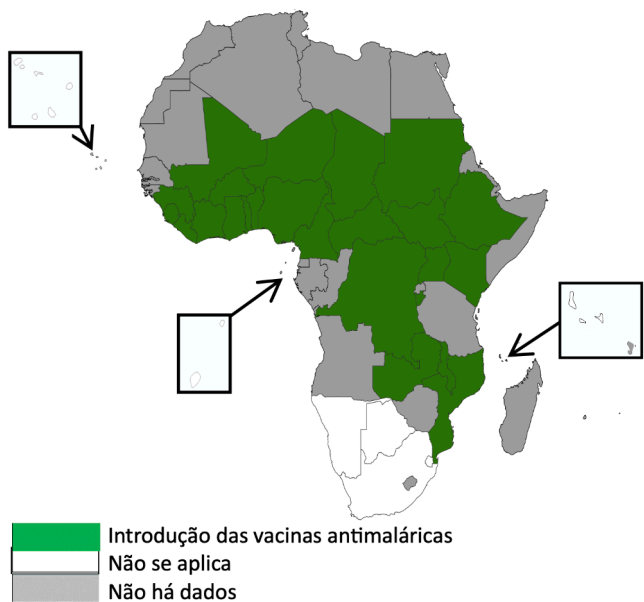 Introdução das vacinas antimaláricas
Não se aplica
Não há dados